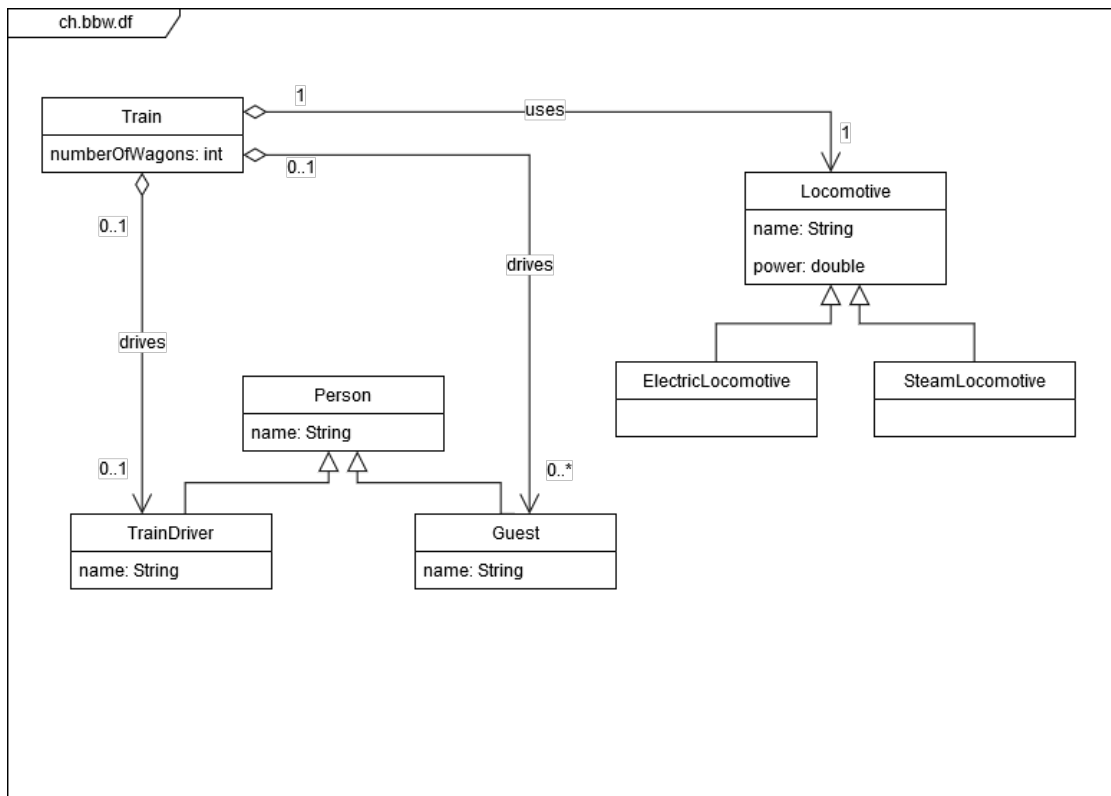 ch.bbw.df
Train
numberOfWagons: int
1
uses
1
0..1
0..1
drives
drives
0..1
0..*
Locomotive
name: String
power: double
ElectricLocomotive
SteamLocomotive
Person
name: String
TrainDriver
name: String
Guest
name: String